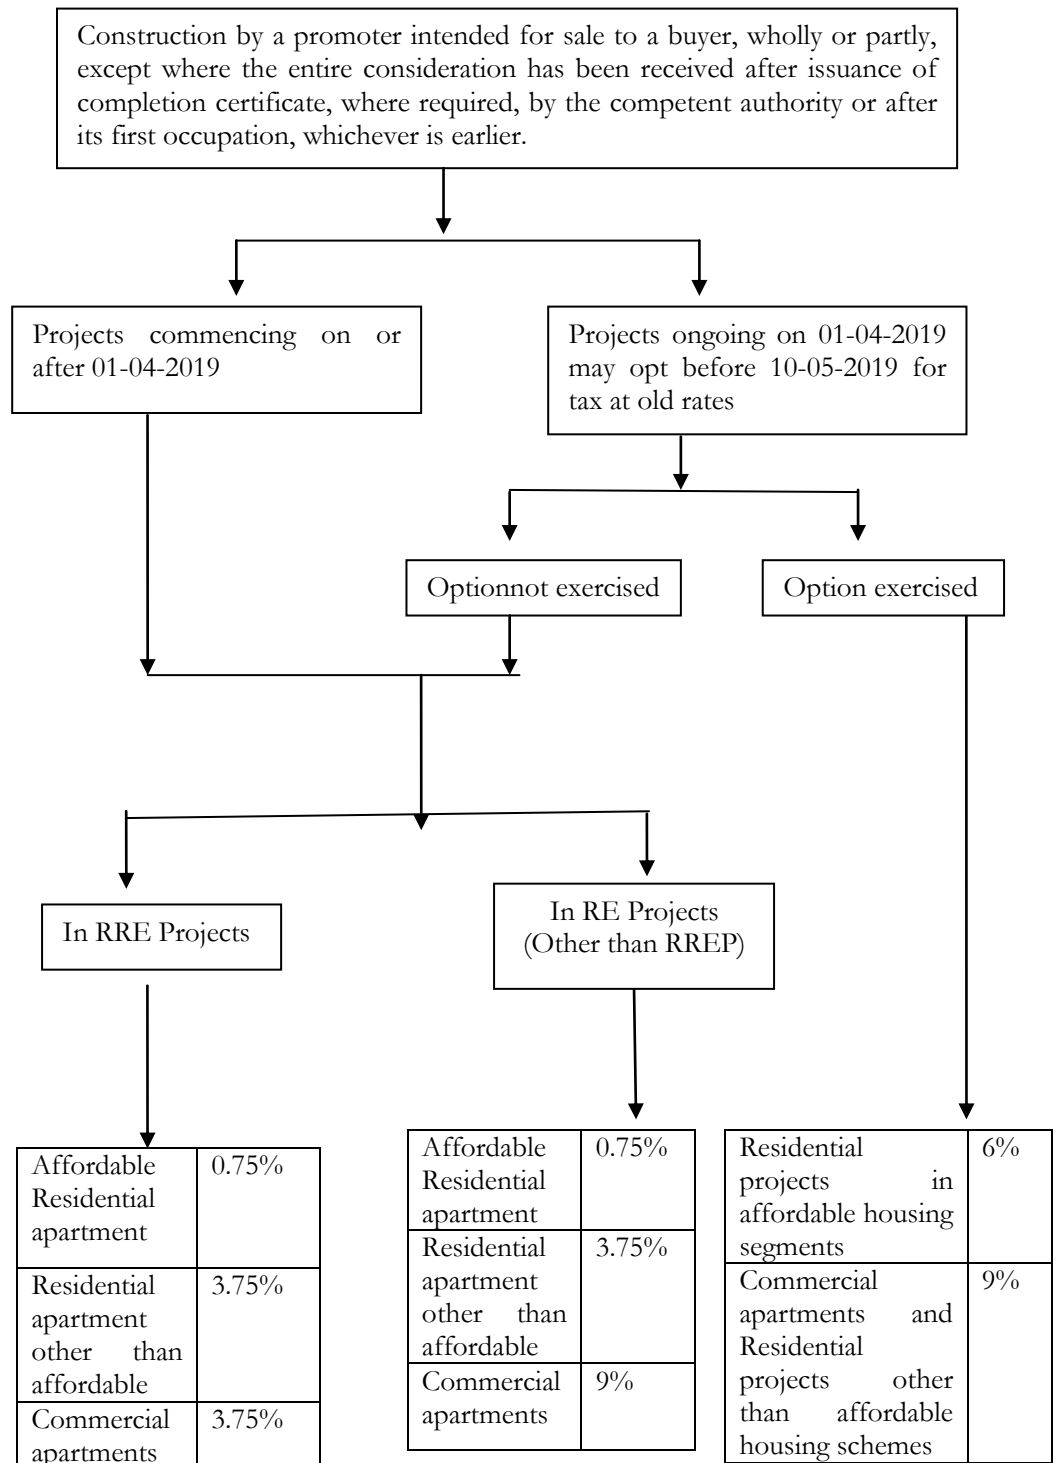 Construction by a promoter intended for sale to a buyer, wholly or partly,
except where the entire consideration has been received after issuance of
completion certificate, where required, by the competent authority or after
its first occupation, whichever is earlier.
Projects commencing on or
after 01-04-2019
Projects ongoing on 01-04-2019
may opt before 10-05-2019 for
tax at old rates
Optionnot exercised
Option exercised
In RRE Projects
In RE Projects
(Other than RREP)
Affordable 0.75%
Residential
apartment
Residential 3.75%
apartment
other than
affordable
Commercial 3.75%
apartments
Affordable 0.75%
Residential
apartment
Residential 3.75%
apartment
other than
affordable
Commercial 9%
apartments
Residential 6%
projects in
affordable housing
segments
Commercial 9%
apartments and
Residential
projects other
than affordable
housing schemes